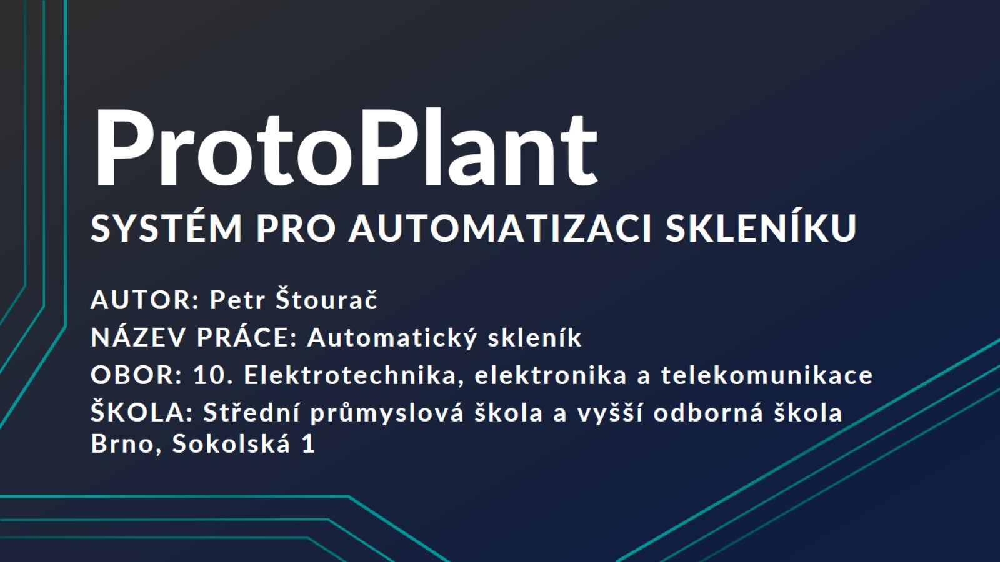 ProtoPlant
SYSTÉM PRO AUTOMATIZACI SKLENÍKU
AUTOR: Petr Štourač
NÁZEV PRÁCE: Automatický skleník
OBOR: 10. Elektrotechnika, elektronika a telekomunikace
ŠKOLA: Střední průmyslová škola a vyšší odborná škola
Brno, Sokolská 1